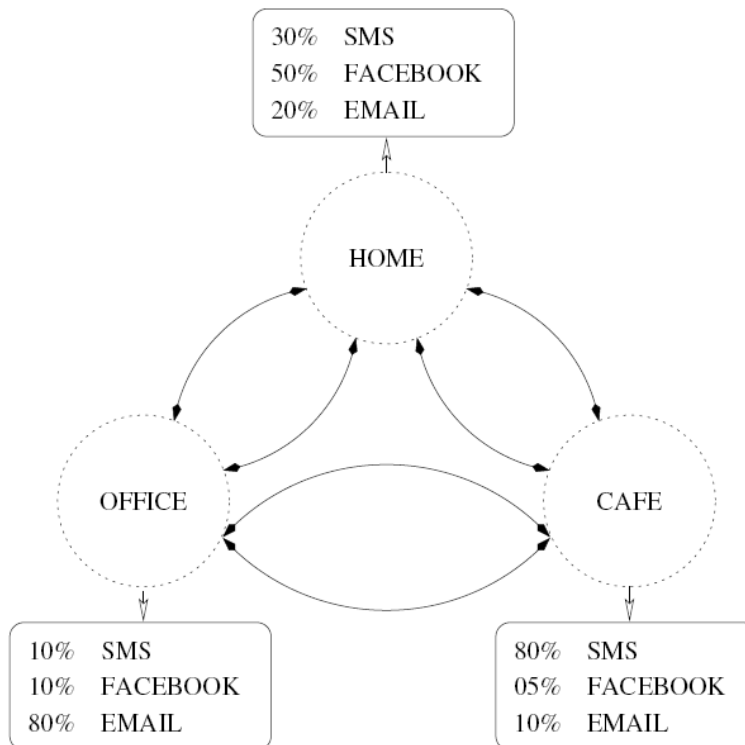 30% SMS
50% FACEBOOK
20% EMAIL
HOME
OFFICE
CAFE
10% SMS
10% FACEBOOK
80% EMAIL
80% SMS
05% FACEBOOK
10% EMAIL